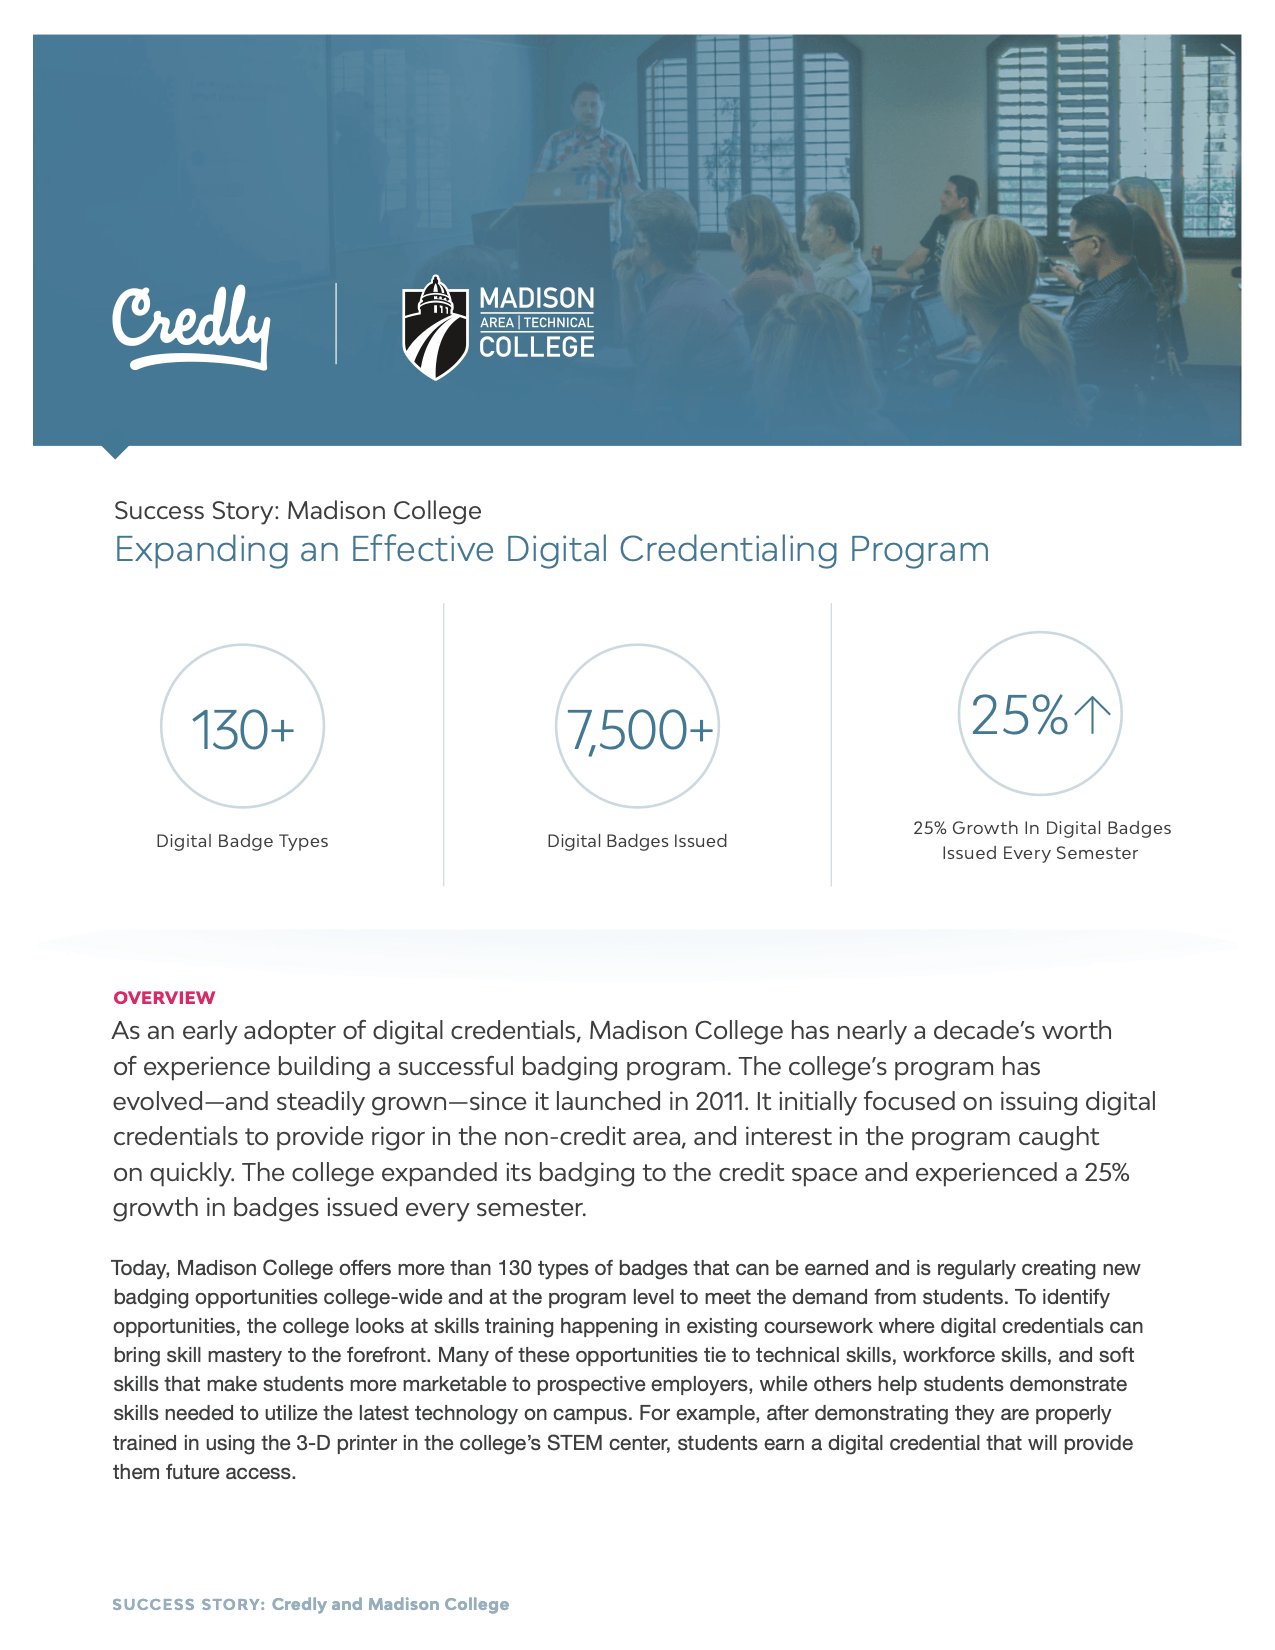 Credly
MADISON
AREA | TECHNICAL
COLLEGE
Success Story: Madison College
Expanding an Effective Digital Credentialing Program
130+
Digital Badge Types
7,500+
Digital Badges Issued
25%↑
25% Growth In Digital Badges
Issued Every Semester
OVERVIEW
As an early adopter of digital credentials, Madison College has nearly a decade’s worth
of experience building a successful badging program. The college’s program has
evolved—and steadily grown—since it launched in 2011. It initially focused on issuing digital
credentials to provide rigor in the non-credit area, and interest in the program caught
on quickly. The college expanded its badging to the credit space and experienced a 25%
growth in badges issued every semester.
Today, Madison College offers more than 130 types of badges that can be earned and is regularly creating new
badging opportunities college-wide and at the program level to meet the demand from students. To identify
opportunities, the college looks at skills training happening in existing coursework where digital credentials can
bring skill mastery to the forefront. Many of these opportunities tie to technical skills, workforce skills, and soft
skills that make students more marketable to prospective employers, while others help students demonstrate
skills needed to utilize the latest technology on campus. For example, after demonstrating they are properly
trained in using the 3-D printer in the college’s STEM center, students earn a digital credential that will provide
them future access.
SUCCESS STORY: Credly and Madison College